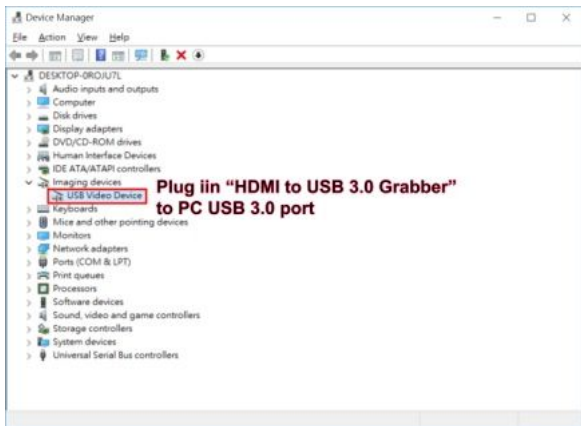 Device Manager
File Action View Help
DESKTOP-0ROJU7L
Audio inputs and outputs
Computer
Disk drives
Display adapters
DVD/CD-ROM drives
Human Interface Devices
IDE ATA/ATAPI controllers
Imaging devices
USB Video Device
Plug iin “HDMI to USB 3.0 Grabber”
to PC USB 3.0 port
Keyboards
Mice and other pointing devices
Monitors
Network adapters
Ports (COM & LPT)
Print queues
Processors
Software devices
Sound, video and game controllers
Storage controllers
System devices
Universal Serial Bus controllers